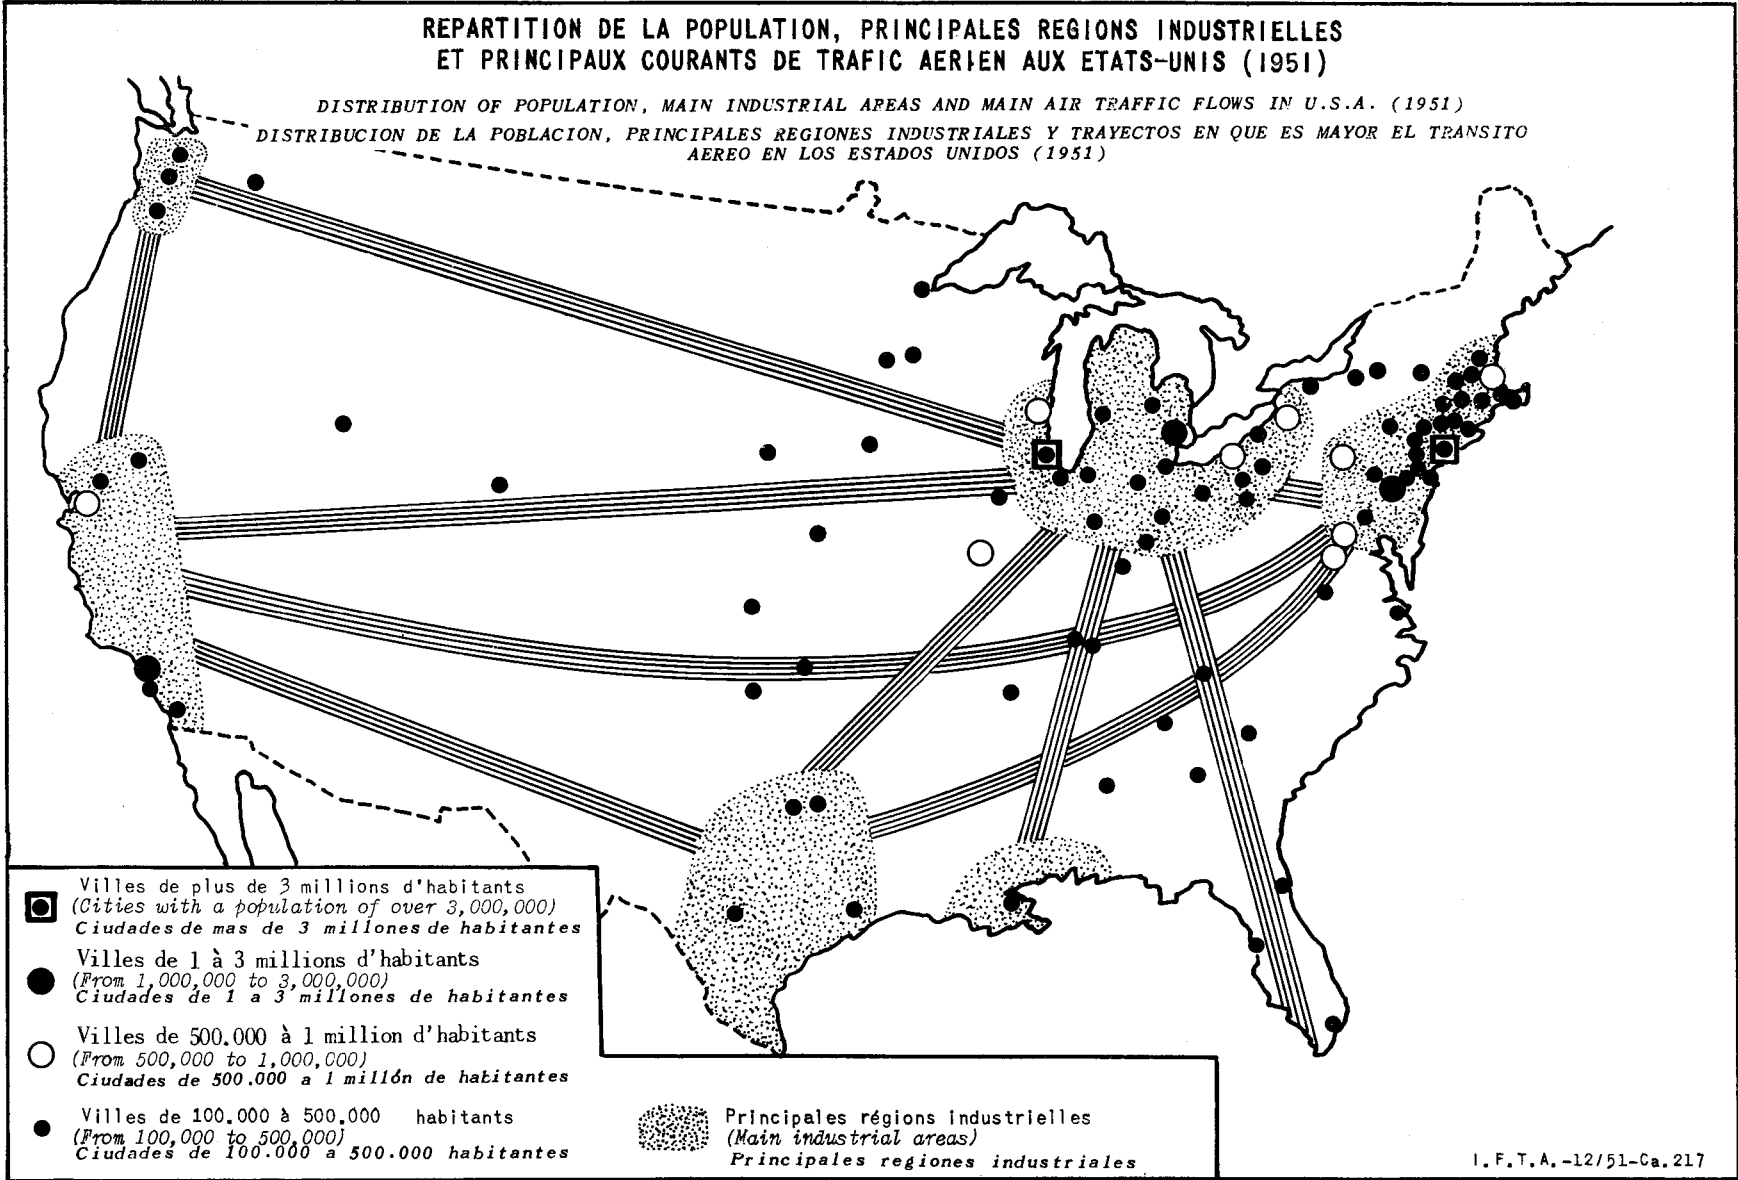 REPARTITION DE LA POPULATION, PRINCIPALES REGIONS INDUSTRIELLES
ET PRINCIPAUX COURANTS DE TRAFIC AERIEN AUX ETATS-UNIS (1951)
DISTRIBUTION OF POPULATION, MAIN INDUSTRIAL AREAS AND MAIN AIR TRAFFIC FLOWS IN U.S.A. (1951)
DISTRIBUCION DE LA POBLACION, PRINCIPALES REGIONES INDUSTRIALES Y TRAYECTOS EN QUE ES MAYOR EL TRANSITO
AEREO EN LOS ESTADOS UNIDOS (1951)
Villes de plus de 3 millions d'habitants
(Cities with a population of over 3,000,000)
Ciudades de mas de 3 millones de habitantes
Villes de 1 à 3 millions d'habitants
(From 1,000,000 to 3,000,000)
Ciudades de 1 a 3 millones de habitantes
Villes de 500.000 à 1 million d'habitants
(From 500,000 to 1,000,000)
Ciudades de 500.000 a 1 millón de habitantes
Villes de 100.000 à 500.000 habitants
(From 100,000 to 500,000)
Ciudades de 100.000 a 500.000 habitantes
Principales régions industrielles
(Main industrial areas)
Principales regiones industriales
I.F.T.A.-12/51-Ca.217